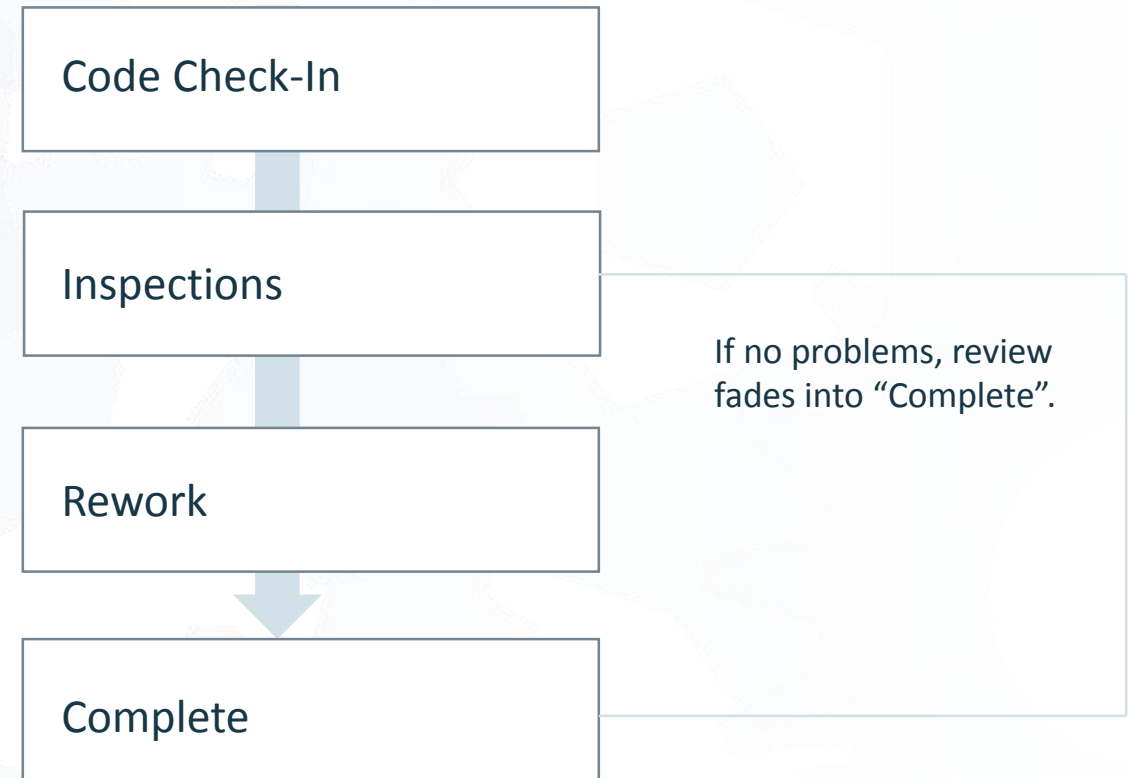 Code Check-In
Inspections
If no problems, review
fades into “Complete”.
Rework
Complete